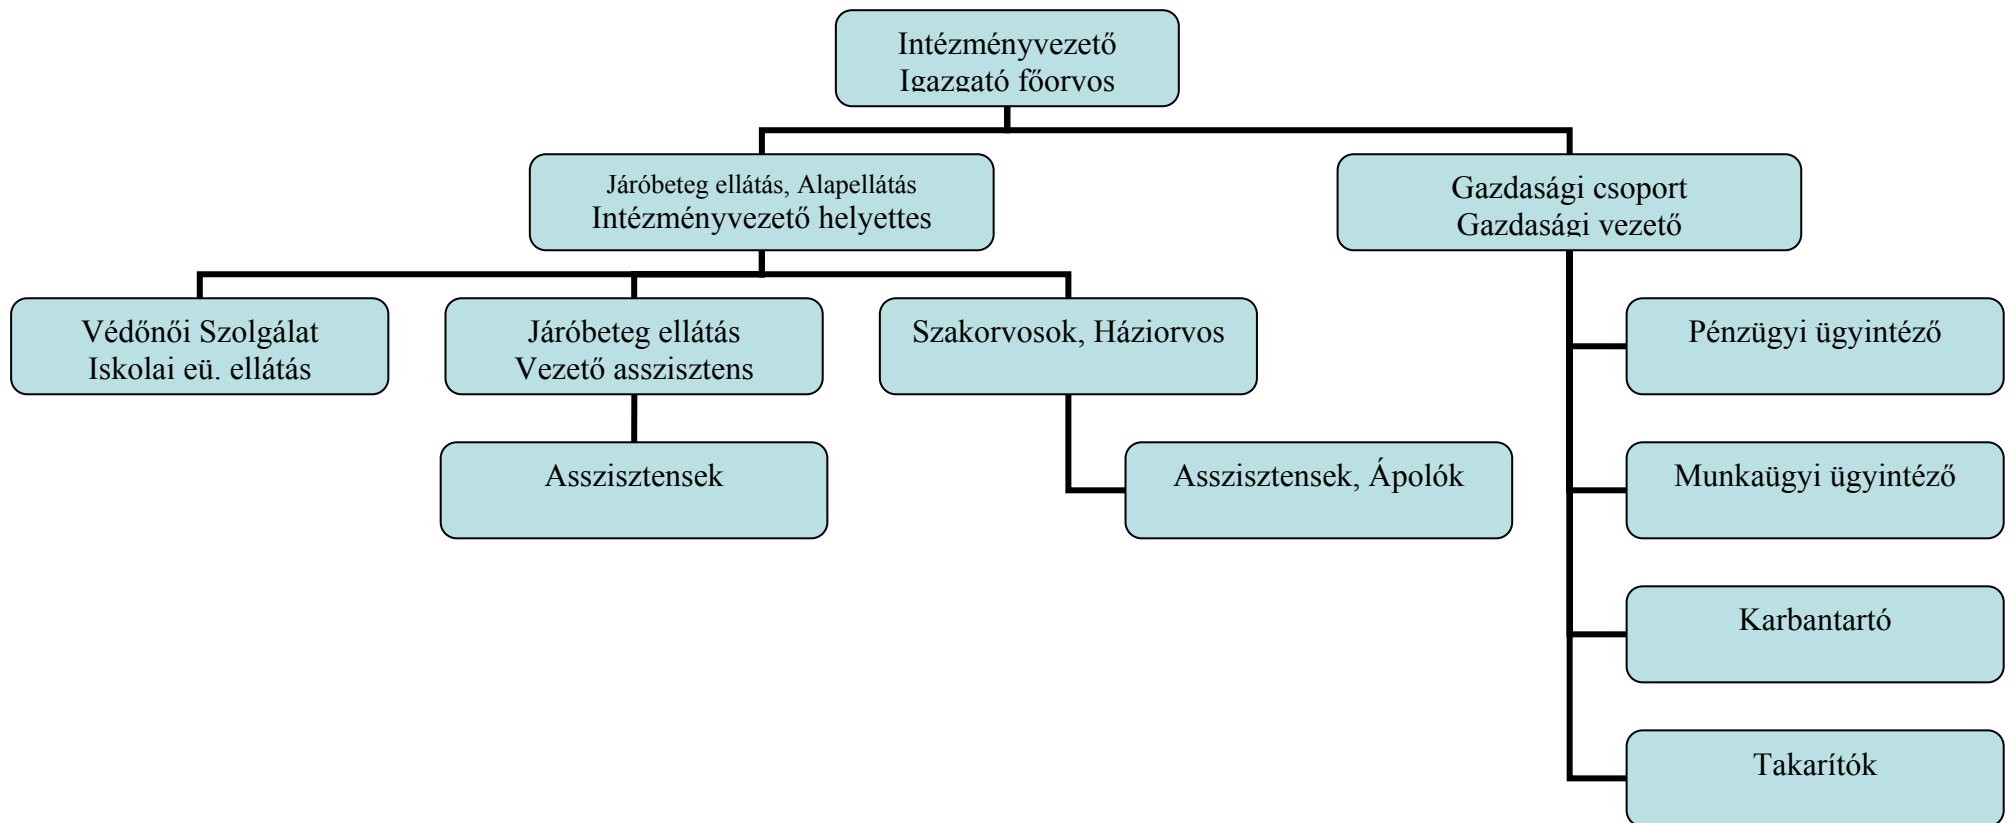 Intézményvezető
Igazgató főorvos
Járóbeteg ellátás, Alapellátás
Intézményvezető helyettes
Gazdasági csoport
Gazdasági vezető
Védőnői Szolgálat
Iskolai eü. ellátás
Járóbeteg ellátás
Vezető asszisztens
Szakorvosok, Háziorvos
Pénzügyi ügyintéző
Asszisztensek
Asszisztensek, Ápolók
Munkaügyi ügyintéző
Karbantartó
Takarítók